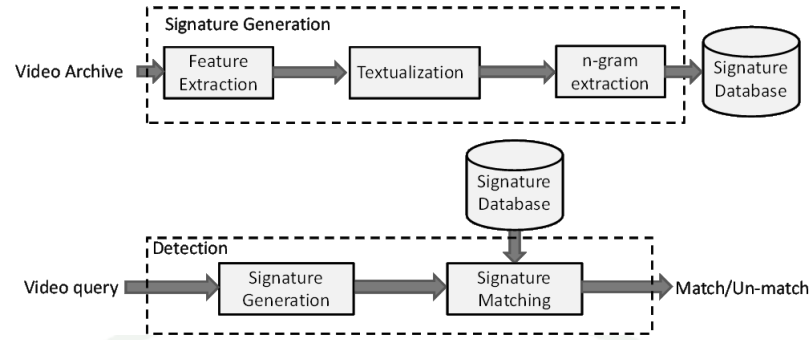 Signature Generation
Video Archive
Feature
Extraction
Textualization
n-gram
extraction
Signature
Database
Signature
Database
Detection
Video query
Signature
Generation
Signature
Matching
Match/Un-match